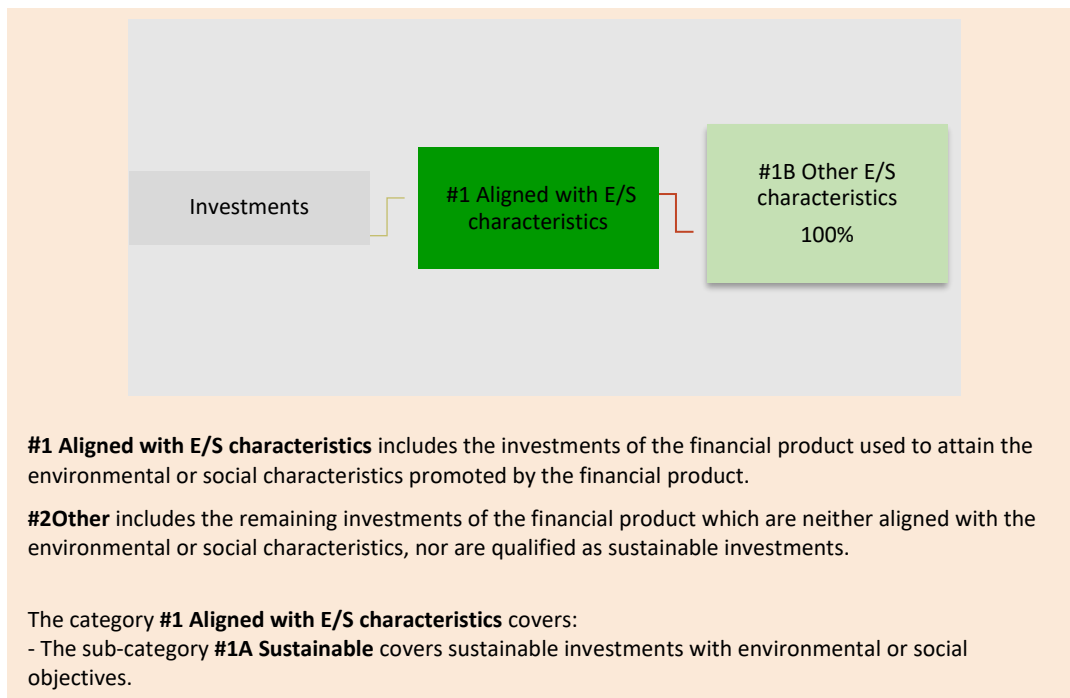 Investments
#1 Aligned with E/S
characteristics
#1B Other E/S
characteristics
100%
#1 Aligned with E/S characteristics includes the investments of the financial product used to attain the
environmental or social characteristics promoted by the financial product.
#2Other includes the remaining investments of the financial product which are neither aligned with the
environmental or social characteristics, nor are qualified as sustainable investments.
The category #1 Aligned with E/S characteristics covers:
- The sub-category #1A Sustainable covers sustainable investments with environmental or social
objectives.